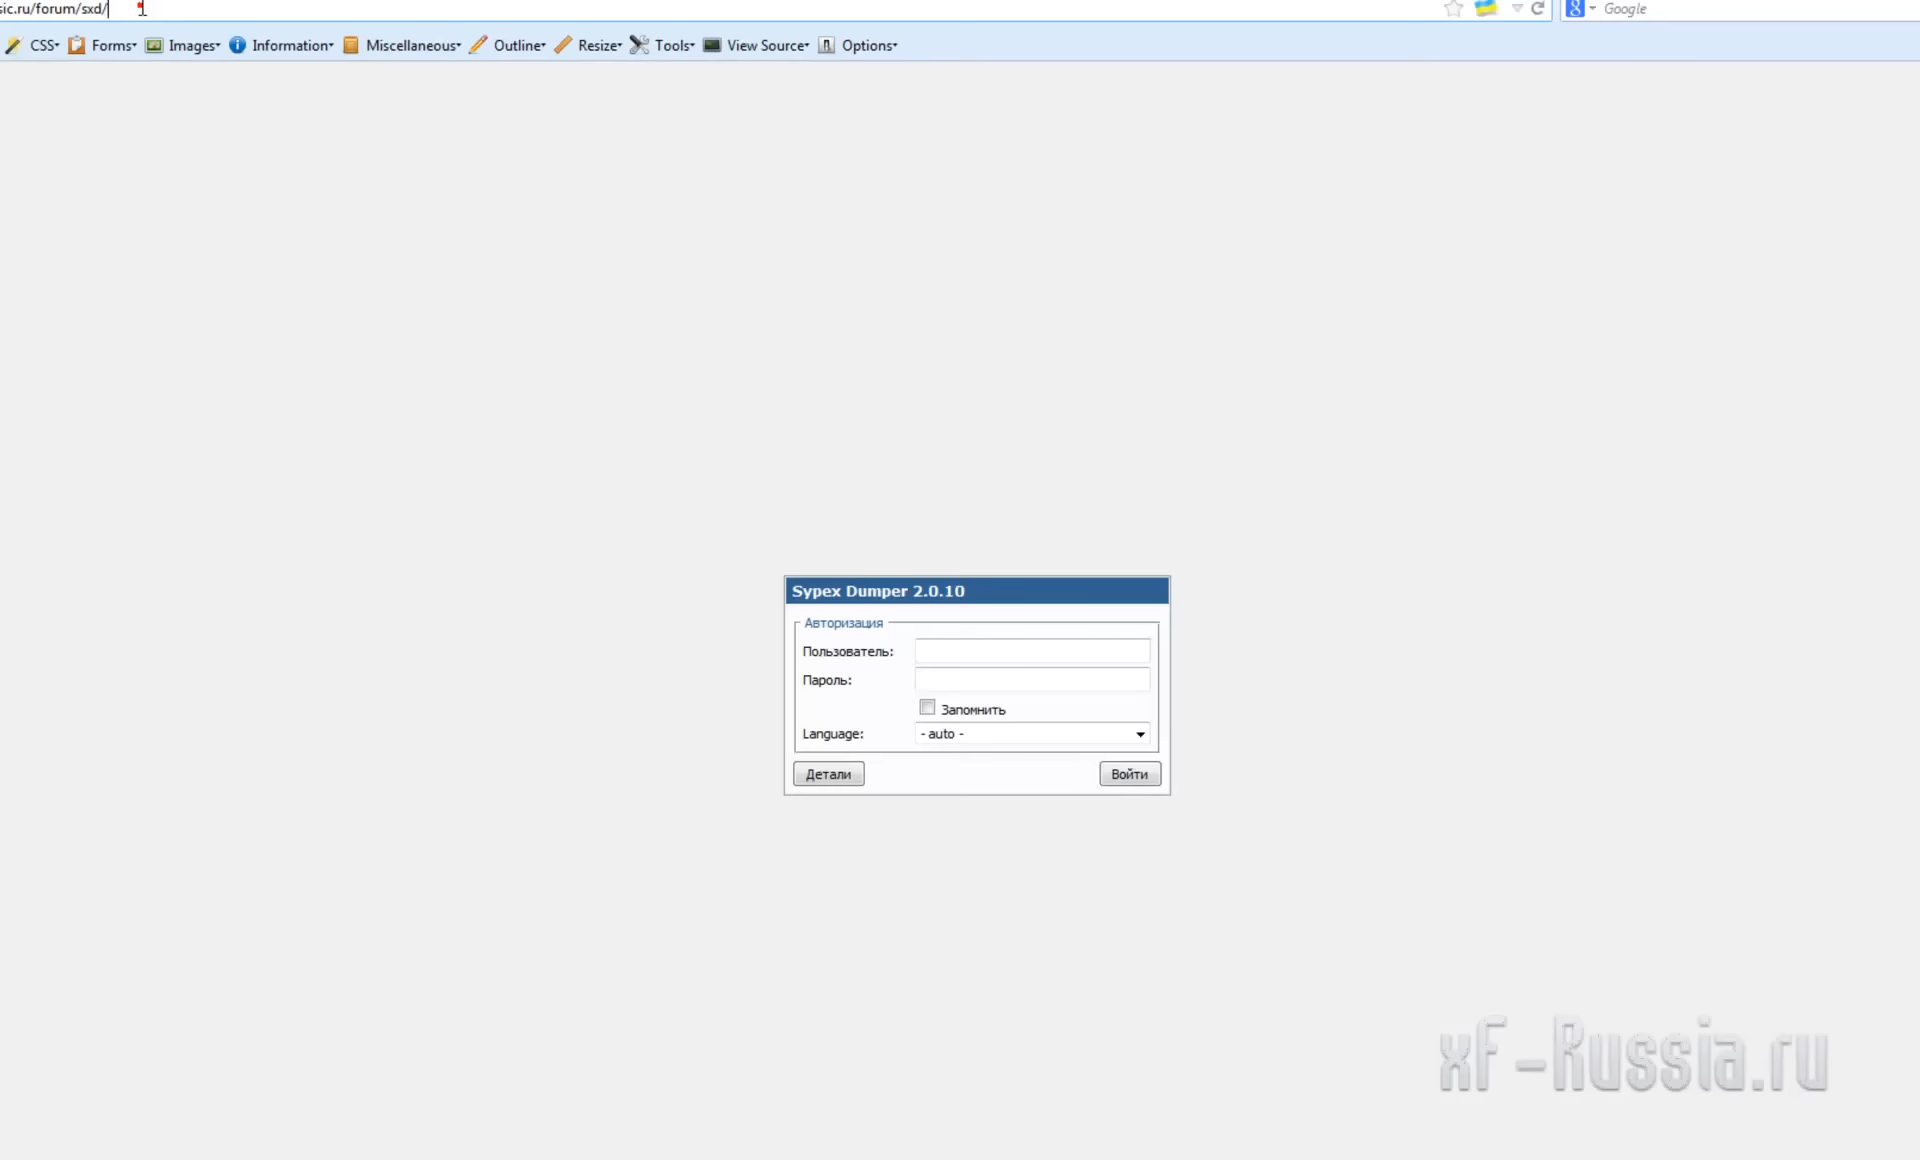 sic.ru/forum/sxd/
Google
CSS Forms Images Information Miscellaneous Outline Resize Tools View Source Options
Sypex Dumper 2.0.10
Авторизация
Пользователь:
Пароль:
Запомнить
Language: - auto -
Детали Войти
xF-Russia.ru